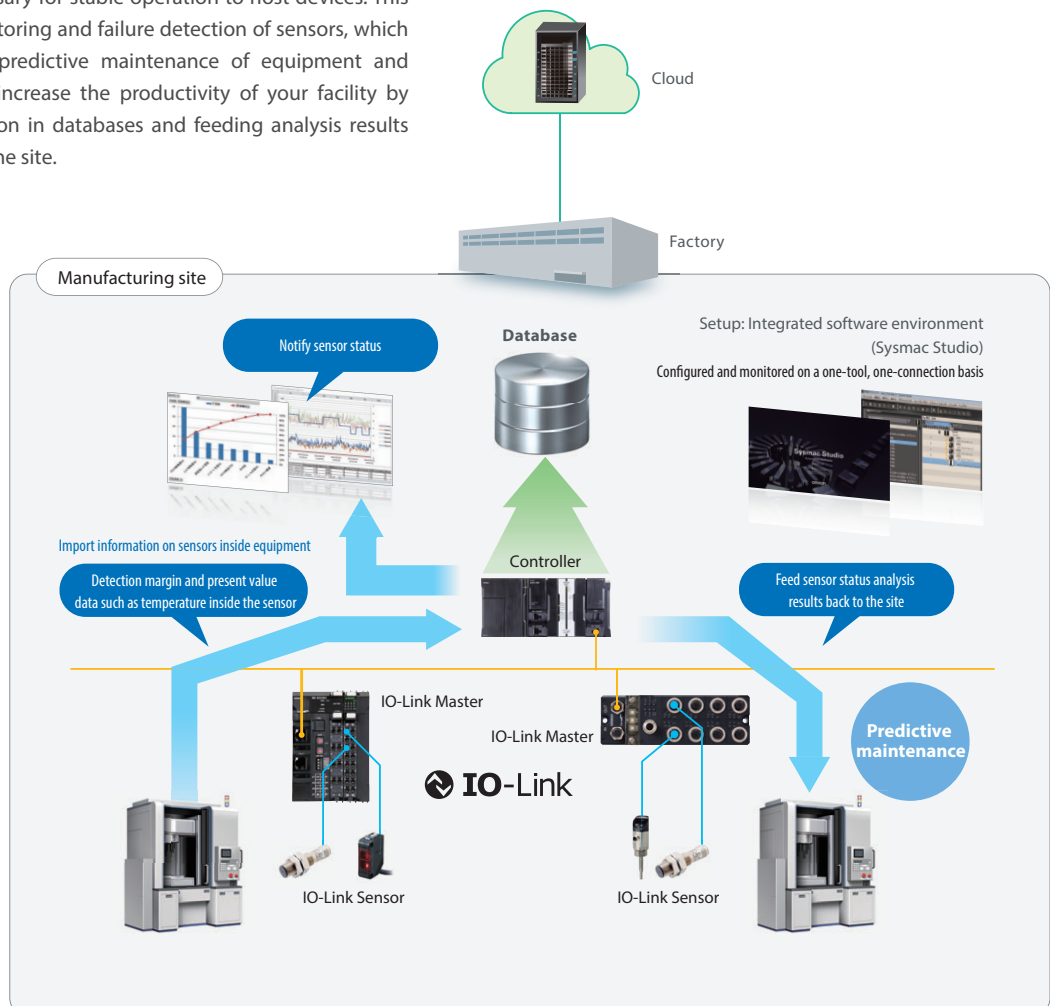 sary for stable operation to host devices. This
toring and failure detection of sensors, which
predictive maintenance of equipment and
increase the productivity of your facility by
on in databases and feeding analysis results
ne site.
Cloud
Factory
Manufacturing site
Notify sensor status
Database
Setup: Integrated software environment
(Sysmac Studio)
Configured and monitored on a one-tool, one-connection basis
Sysmac Studio
Import information on sensors inside equipment
Detection margin and present value
data such as temperature inside the sensor
Controller
Feed sensor status analysis
results back to the site
IO-Link Master
IO-Link Master
Predictive
maintenance
IO-Link
IO-Link Sensor
IO-Link Sensor